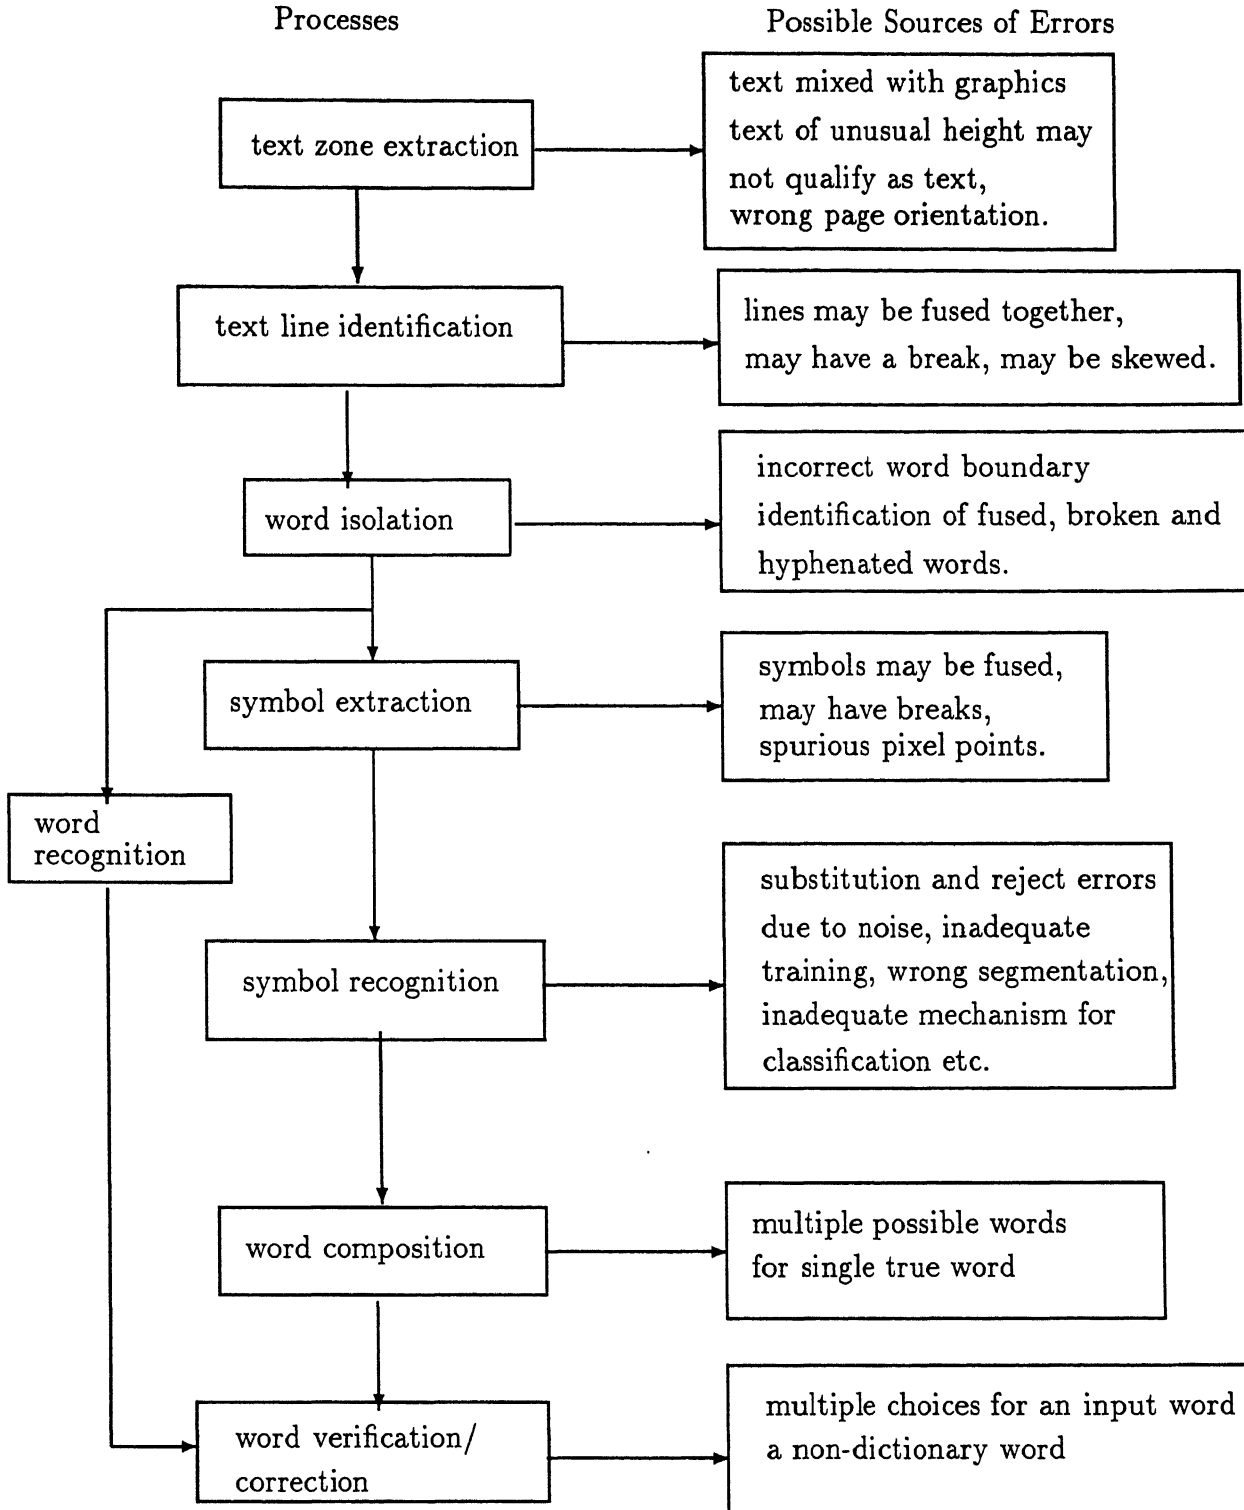 Processes
Possible Sources of Errors
text zone extraction
text mixed with graphics
text of unusual height may
not qualify as text,
wrong page orientation.
text line identification
lines may be fused together,
may have a break, may be skewed.
word isolation
incorrect word boundary
identification of fused, broken and
hyphenated words.
symbol extraction
symbols may be fused,
may have breaks,
spurious pixel points.
word
recognition
symbol recognition
substitution and reject errors
due to noise, inadequate
training, wrong segmentation,
inadequate mechanism for
classification etc.
word composition
multiple possible words
for single true word
word verification/
correction
multiple choices for an input word
a non-dictionary word